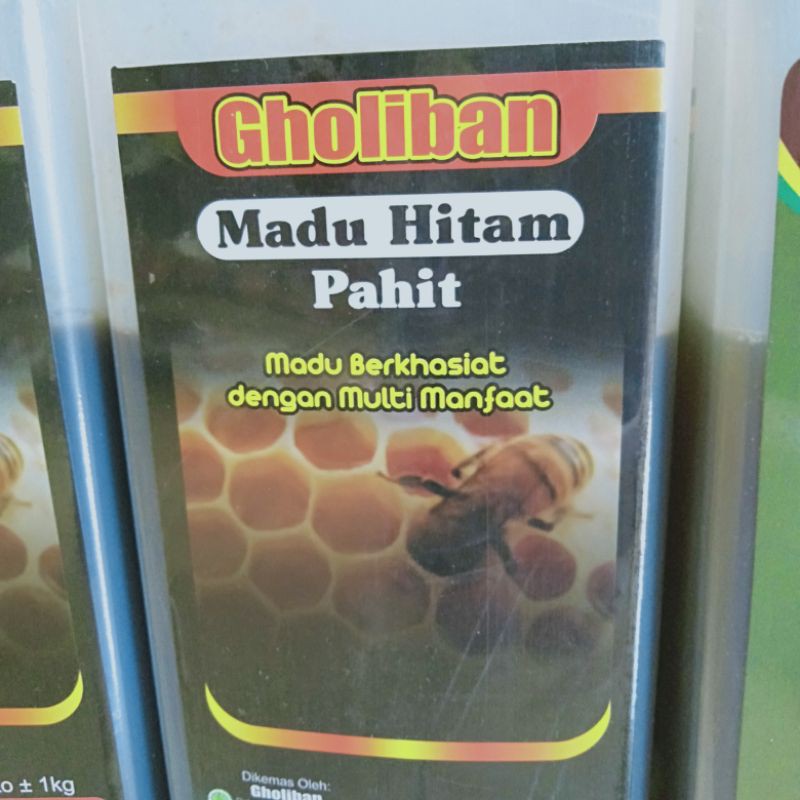 Gholiban
Madu Hitam
Pahit
Madu Berkhasiat
dengan Multi Manfaat
Dikemas Oleh:
Gholiban
± 1kg